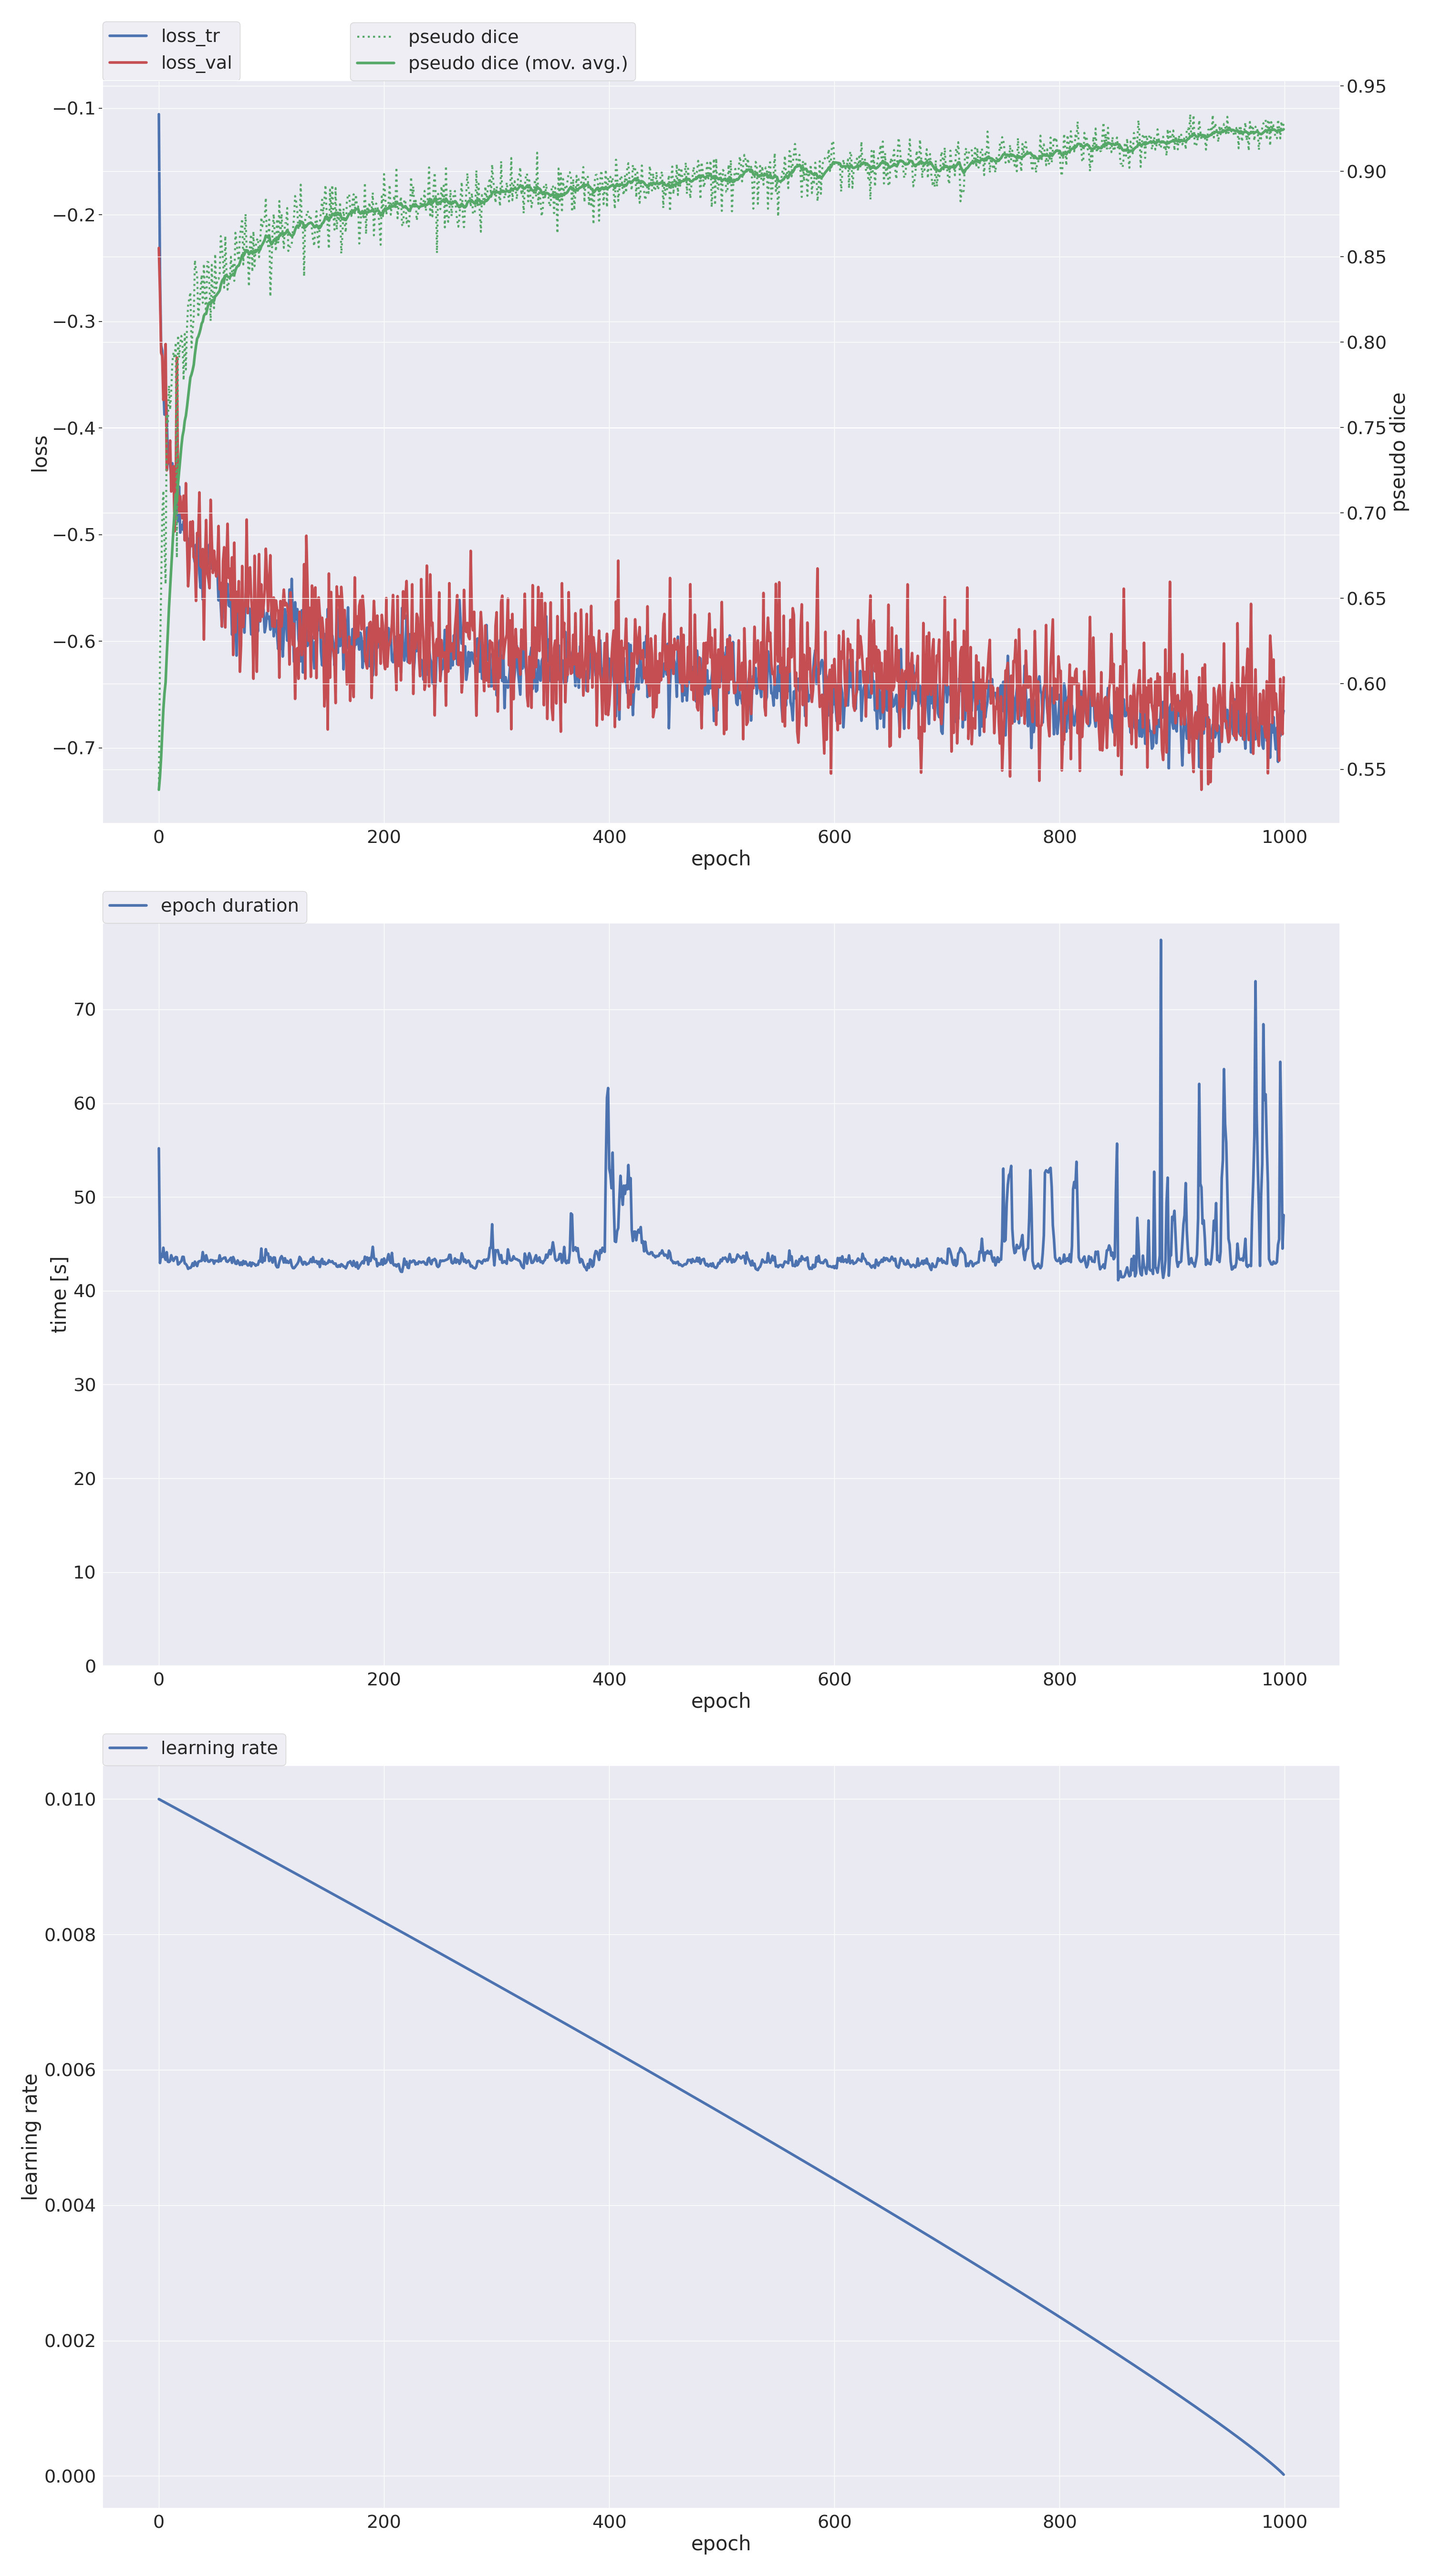 loss_tr
loss_val
pseudo dice
pseudo dice (mov. avg.)
−0.1
−0.2
−0.3
−0.4
−0.5
−0.6
−0.7
loss
0.95
0.90
0.85
0.80
0.75
0.70
0.65
0.60
0.55
pseudo dice
0 200 400 600 800 1000
epoch
epoch duration
70
60
50
40
30
20
10
0
time [s]
0 200 400 600 800 1000
epoch
learning rate
0.010
0.008
0.006
0.004
0.002
0.000
learning rate
0 200 400 600 800 1000
epoch